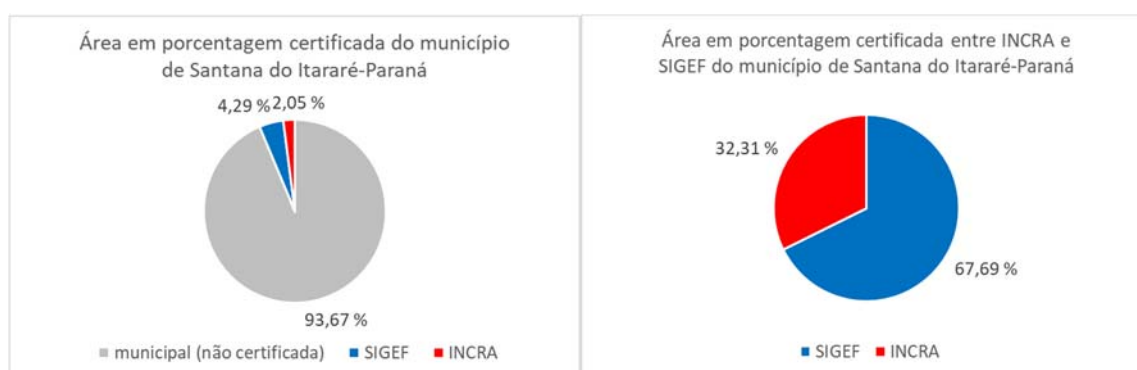 Área em porcentagem certificada do município
de Santana do Itararé-Paraná
4,29 %
2,05 %
93,67 %
municipal (não certificada) SIGEF INCRA
Área em porcentagem certificada entre INCRA e
SIGEF do município de Santana do Itararé-Paraná
32,31 %
67,69 %
SIGEF INCRA